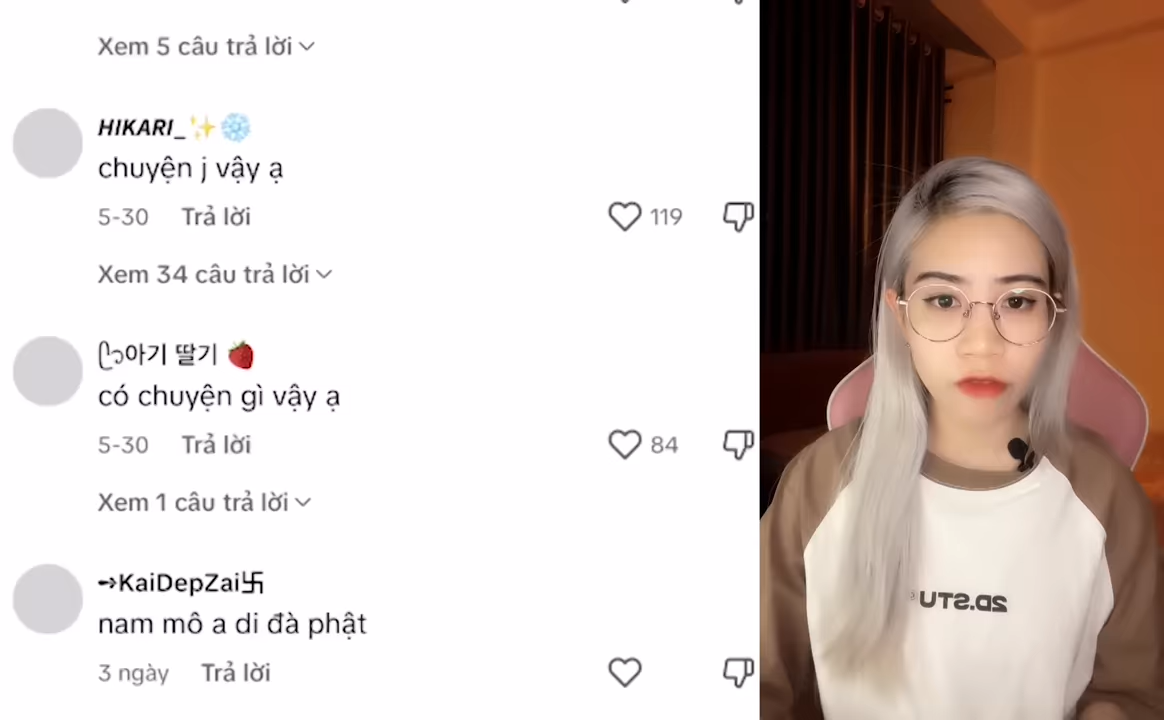 Xem 5 câu trả lời
HIKARI_✨❄️
chuyện j vậy ạ
5-30 Trả lời
119
Xem 34 câu trả lời
ᥫ᭡아기 딸기 🍓
có chuyện gì vậy ạ
5-30 Trả lời
84
Xem 1 câu trả lời
➺KaiDepZai卐
nam mô a di đà phật
3 ngày Trả lời
2D.STU